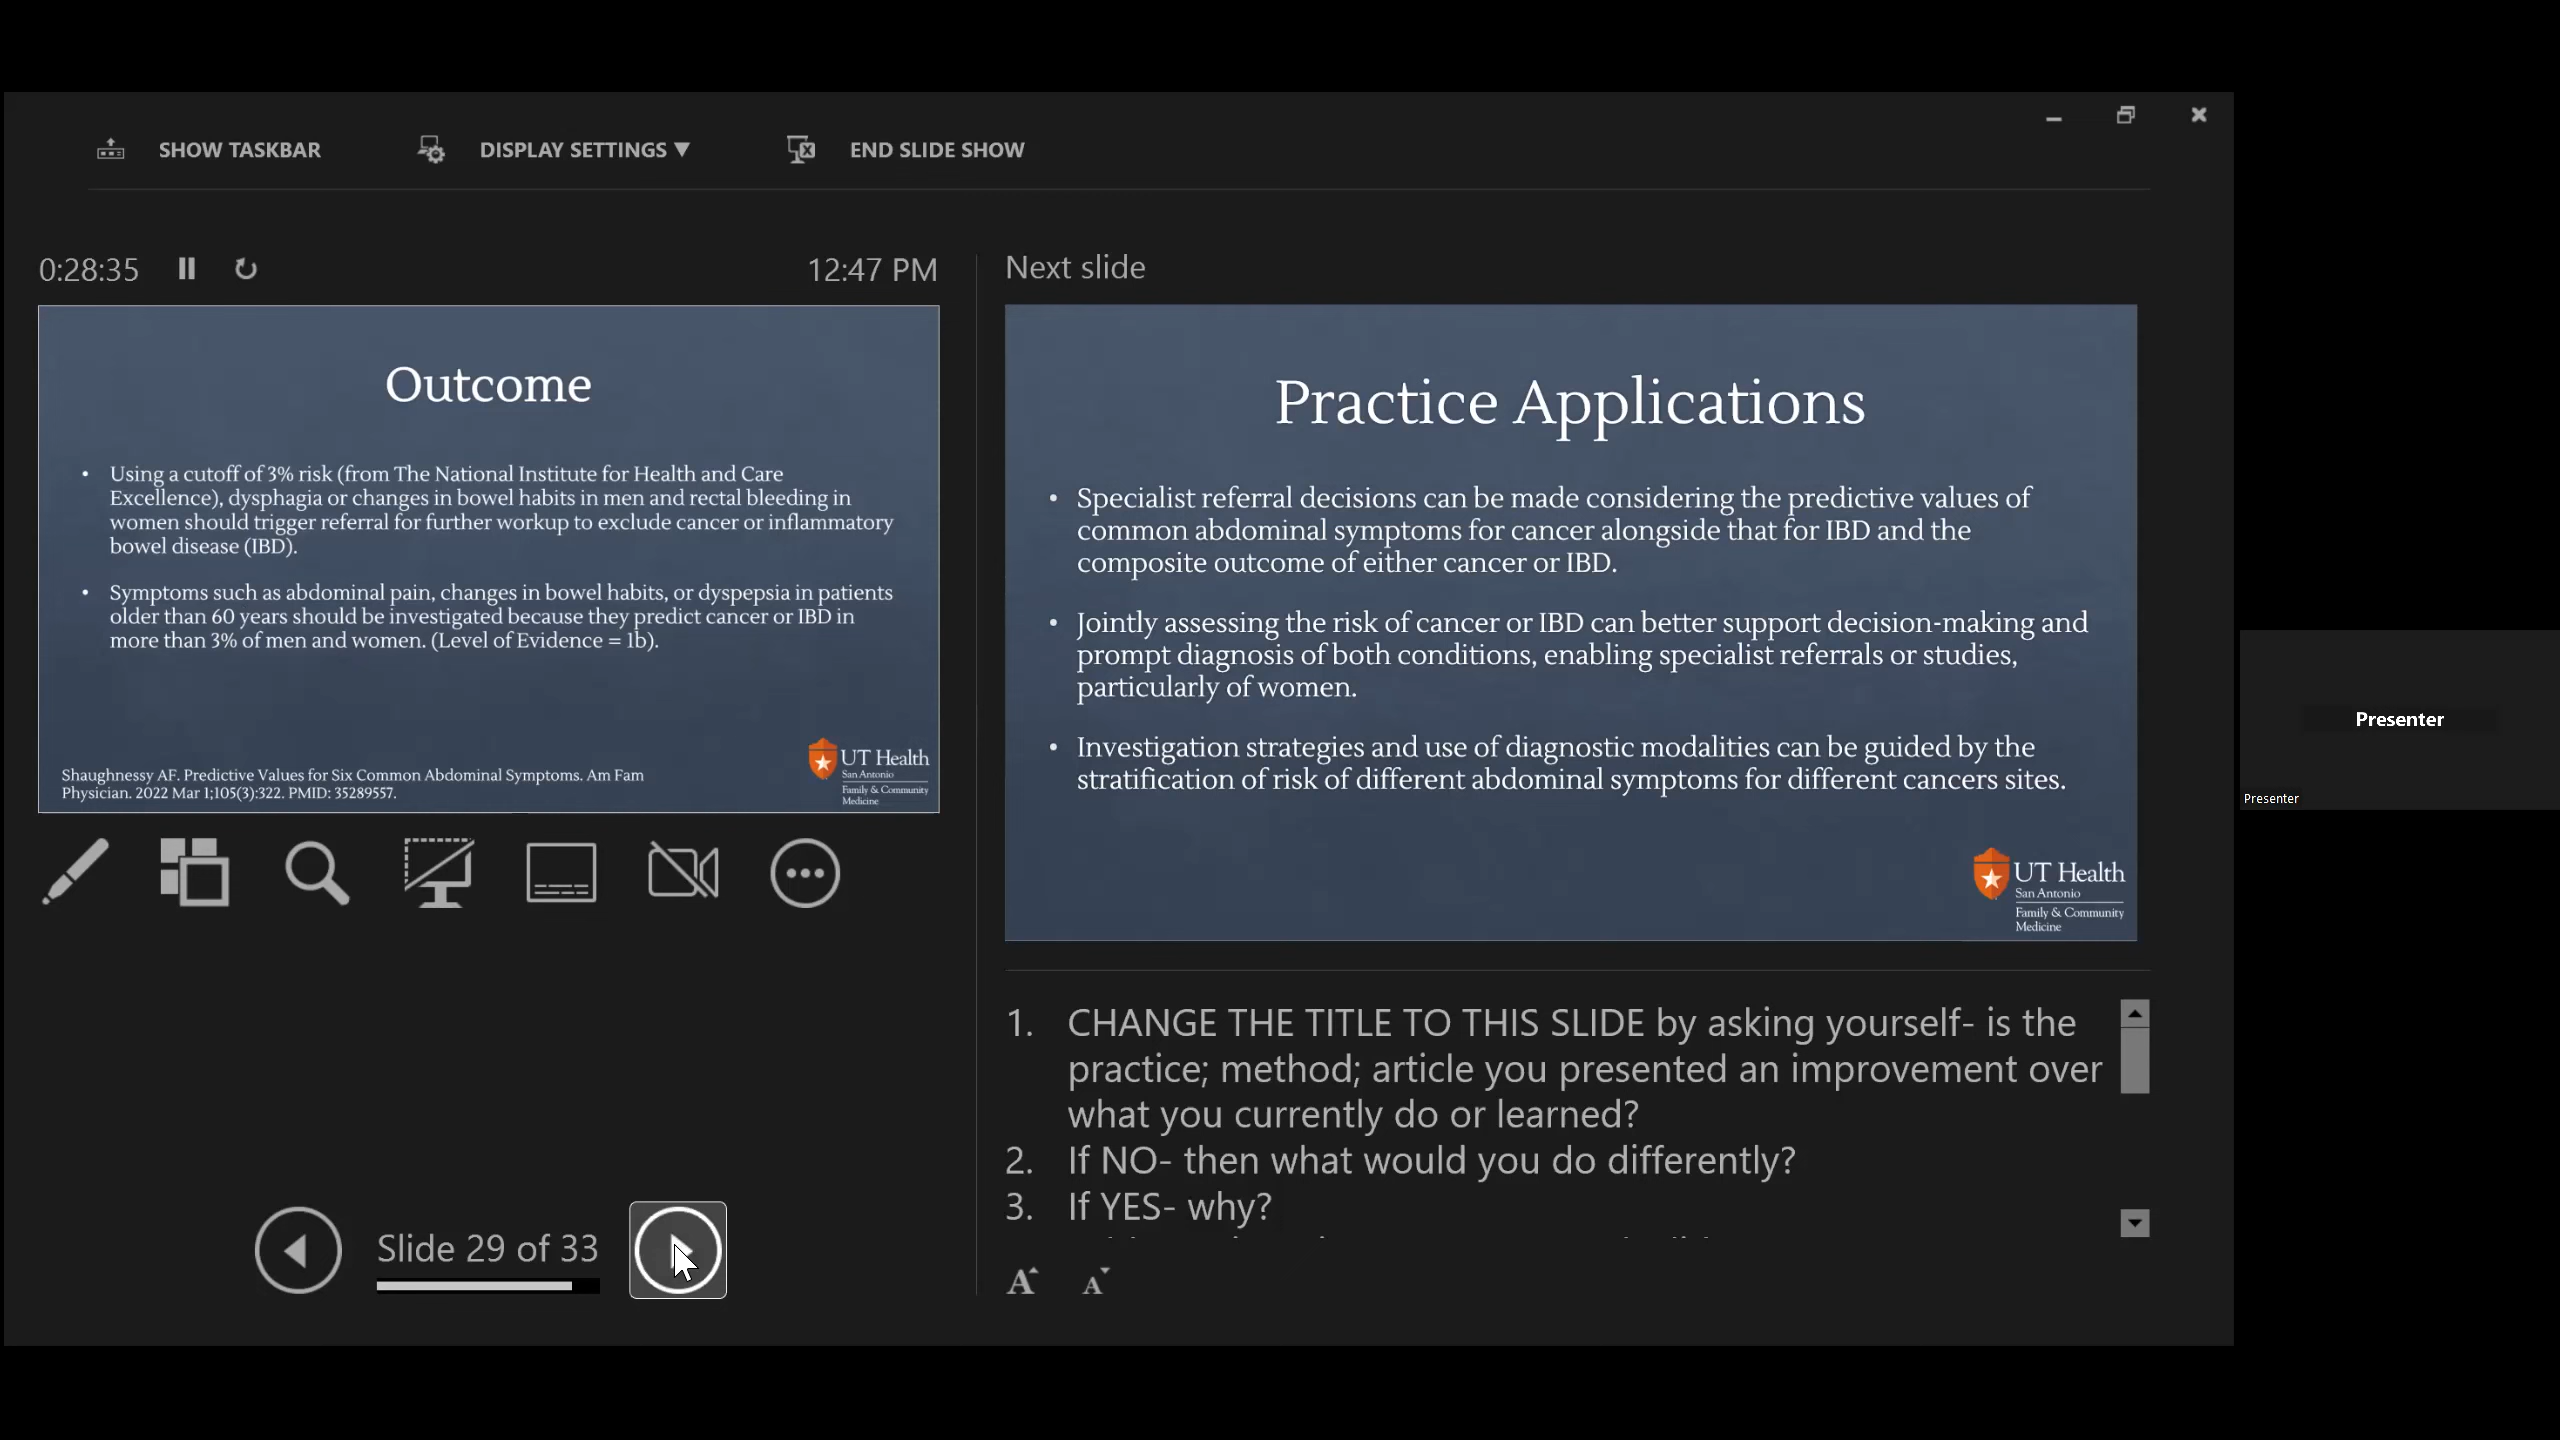 SHOW TASKBAR
DISPLAY SETTINGS ▼
END SLIDE SHOW
0:28:35
12:47 PM
Outcome
• Using a cutoff of 3% risk (from The National Institute for Health and Care
Excellence), dysphagia or changes in bowel habits in men and rectal bleeding in
women should trigger referral for further workup to exclude cancer or inflammatory
bowel disease (IBD).
• Symptoms such as abdominal pain, changes in bowel habits, or dyspepsia in patients
older than 60 years should be investigated because they predict cancer or IBD in
more than 3% of men and women. (Level of Evidence = 1b).
Shaughnessy AF. Predictive Values for Six Common Abdominal Symptoms. Am Fam
Physician. 2022 Mar 1;105(3):322. PMID: 35289557.
UT Health
San Antonio
Family & Community
Medicine
Slide 29 of 33
Next slide
Practice Applications
• Specialist referral decisions can be made considering the predictive values of
common abdominal symptoms for cancer alongside that for IBD and the
composite outcome of either cancer or IBD.
• Jointly assessing the risk of cancer or IBD can better support decision-making and
prompt diagnosis of both conditions, enabling specialist referrals or studies,
particularly of women.
• Investigation strategies and use of diagnostic modalities can be guided by the
stratification of risk of different abdominal symptoms for different cancers sites.
UT Health
San Antonio
Family & Community
Medicine
1. CHANGE THE TITLE TO THIS SLIDE by asking yourself- is the
practice; method; article you presented an improvement over
what you currently do or learned?
2. If NO- then what would you do differently?
3. If YES- why?
A A
Presenter
Presenter